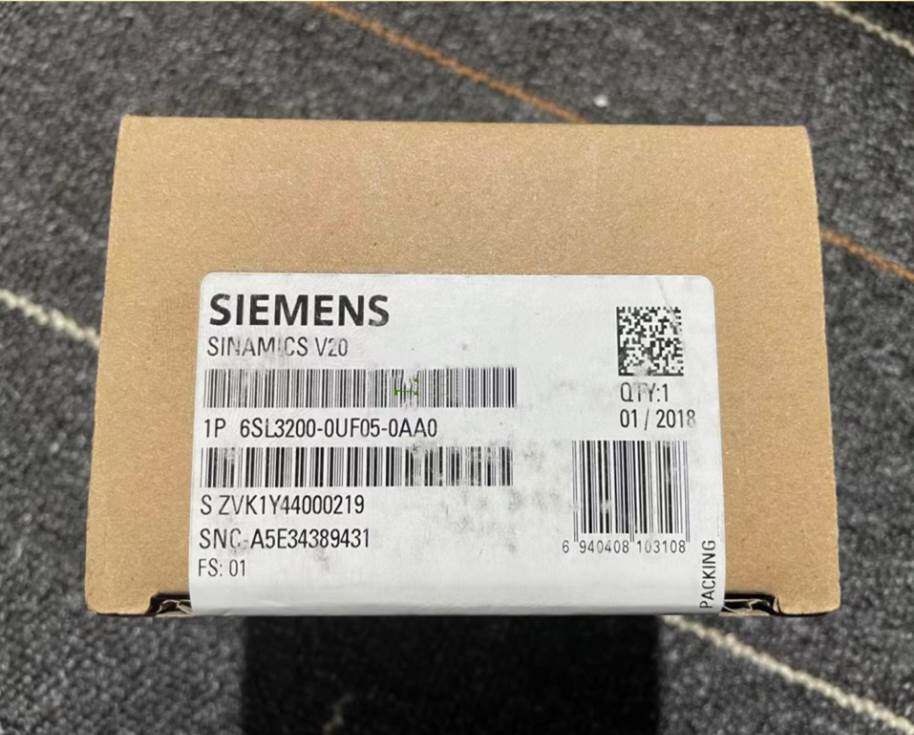 SIEMENS
SINAMICS V20
1P 6SL3200-0UF05-0AA0
S ZVK1Y44000219
SNC-A5E34389431
FS: 01
QTY:1
01 / 2018
6 940408 103108
PACKING